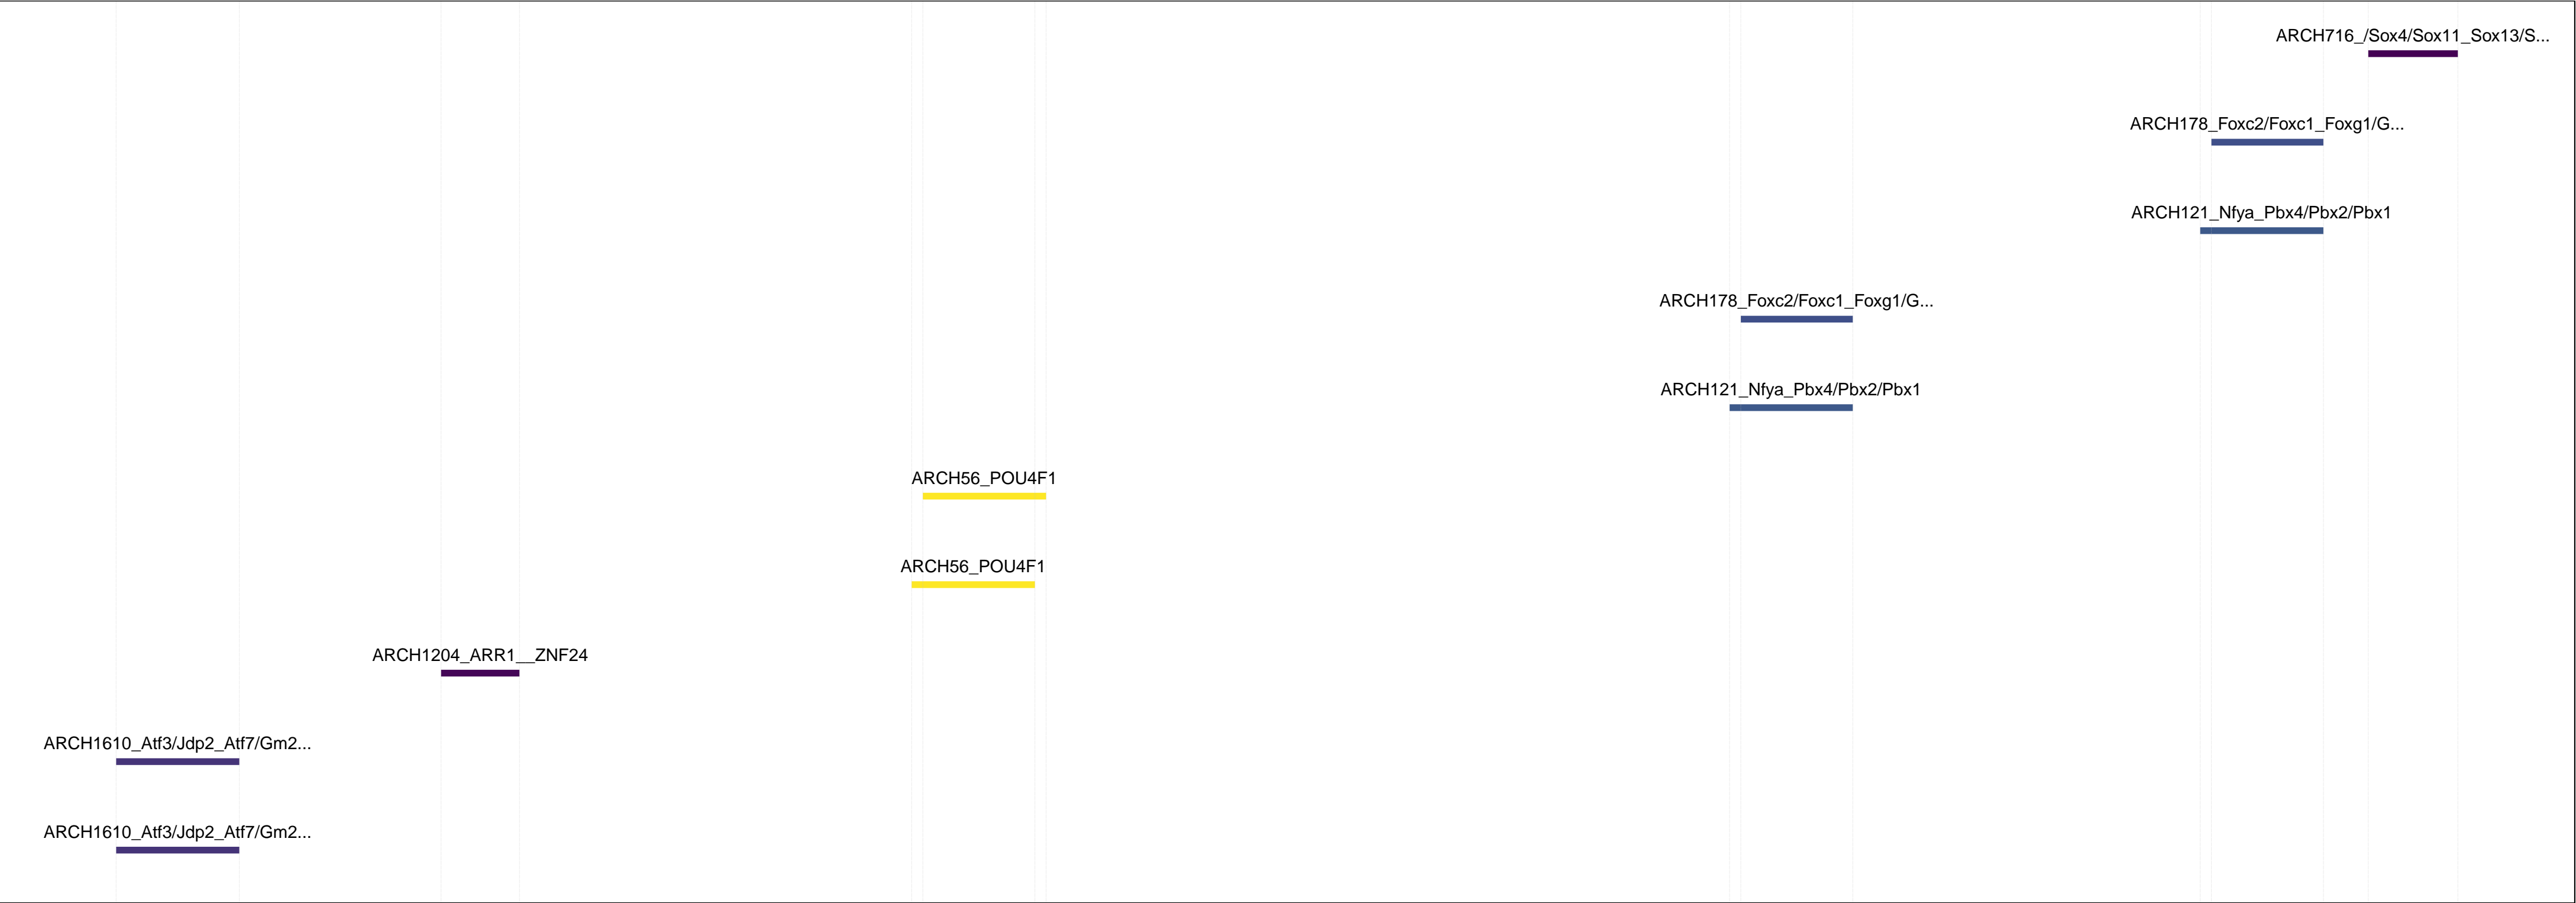 ARCH716_/Sox4/Sox11_Sox13/S...
ARCH178_Foxc2/Foxc1_Foxg1/G...
ARCH121_Nfya_Pbx4/Pbx2/Pbx1
ARCH178_Foxc2/Foxc1_Foxg1/G...
ARCH121_Nfya_Pbx4/Pbx2/Pbx1
ARCH56_POU4F1
ARCH56_POU4F1
ARCH1204_ARR1__ZNF24
ARCH1610_Atf3/Jdp2_Atf7/Gm2...
ARCH1610_Atf3/Jdp2_Atf7/Gm2...